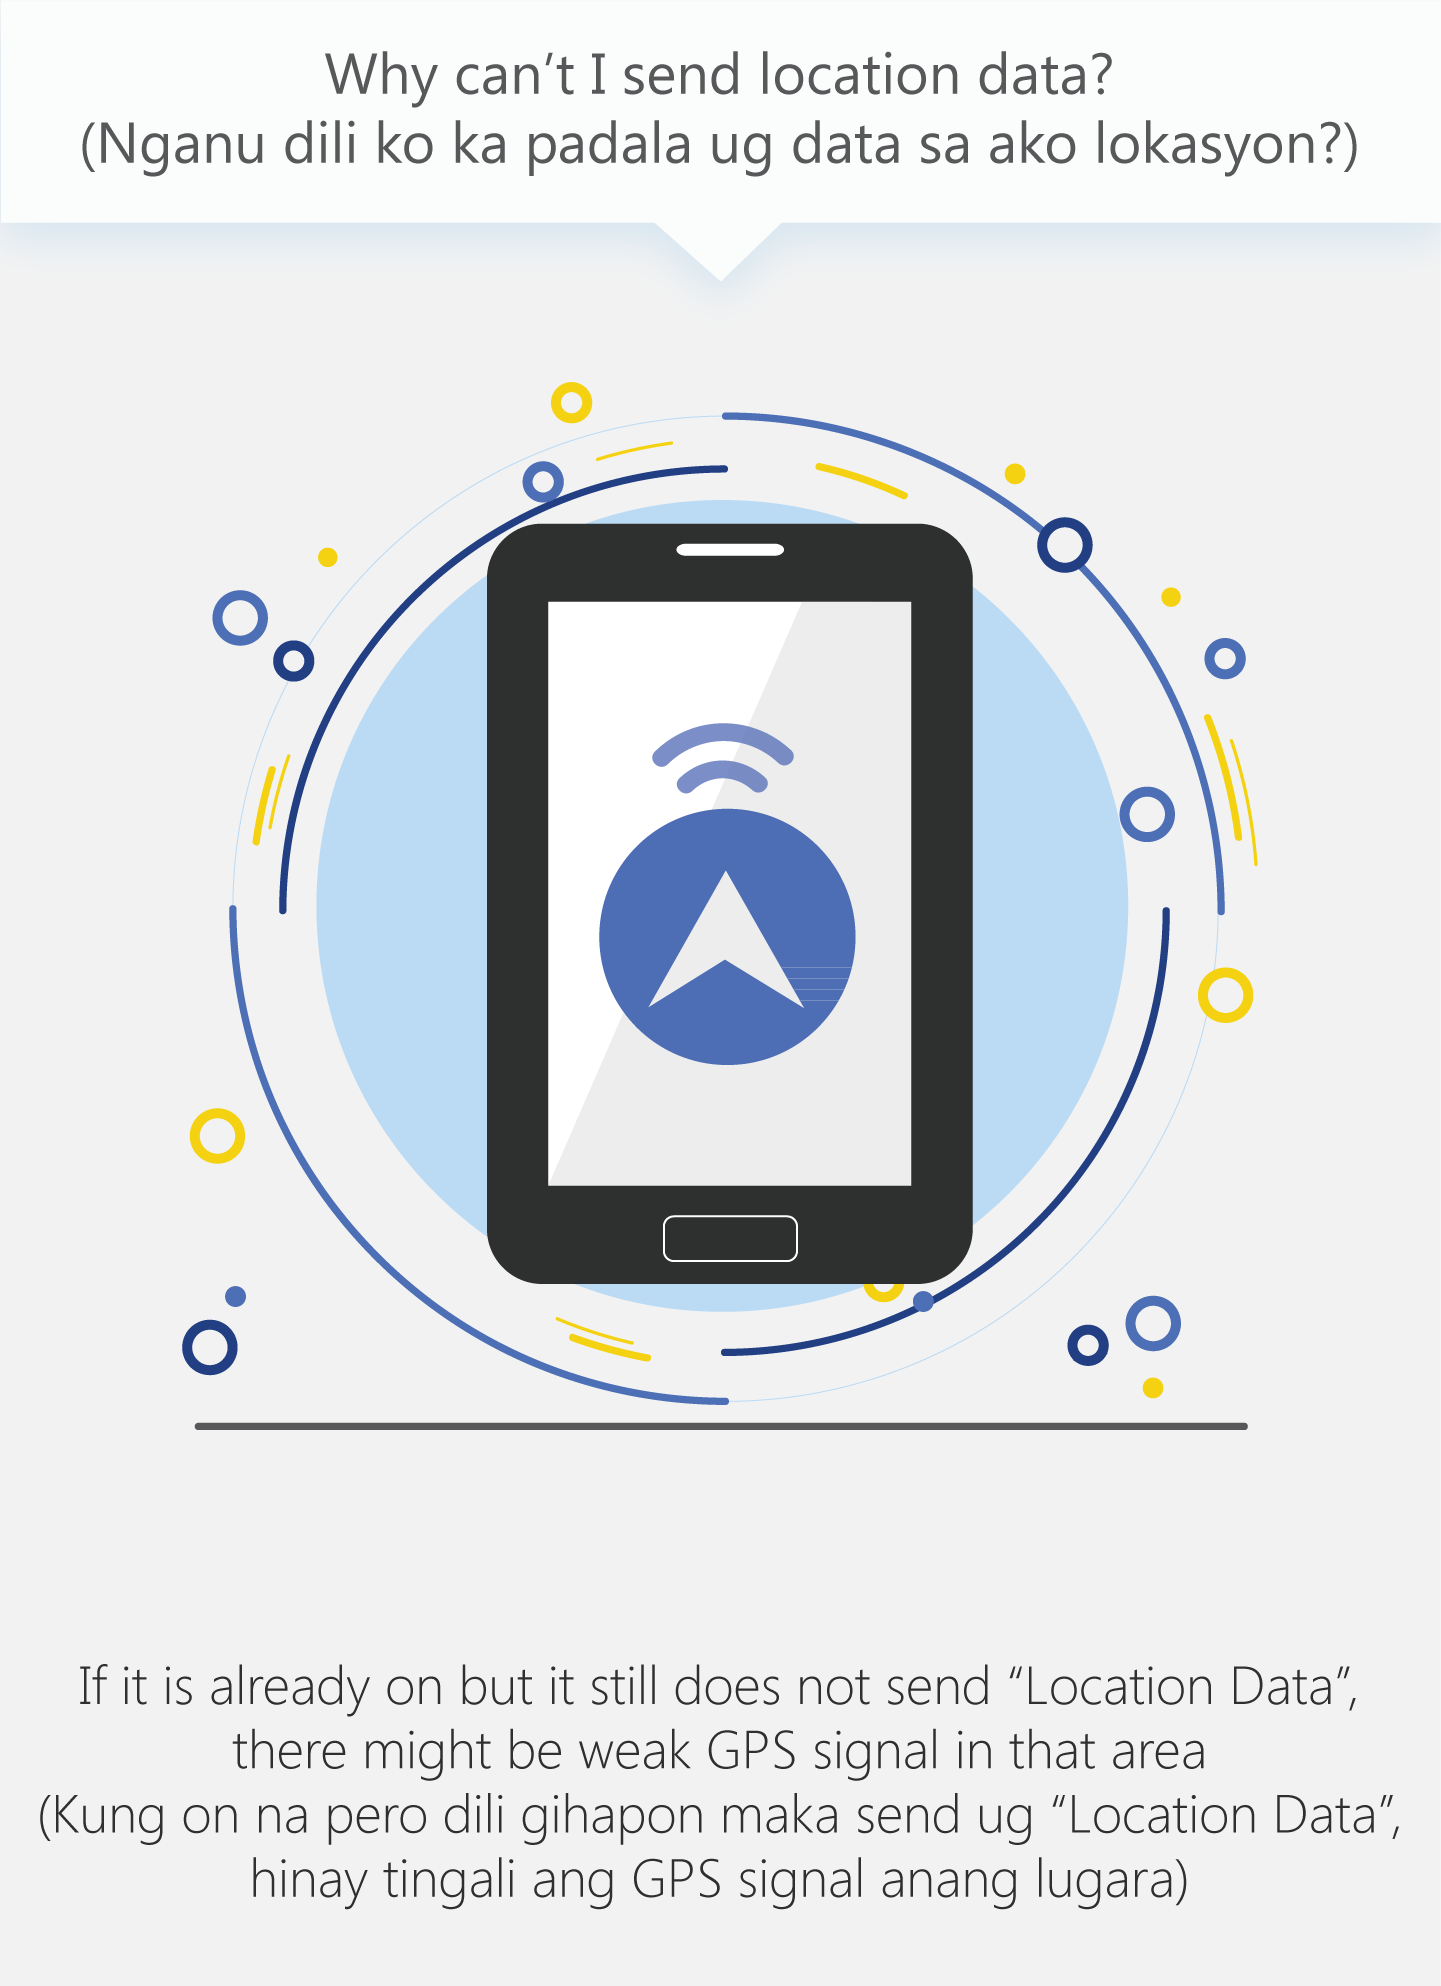 Why can’t I send location data?
(Nganu dili ko ka padala ug data sa ako lokasyon?)
If it is already on but it still does not send “Location Data”,
there might be weak GPS signal in that area
(Kung on na pero dili gihapon maka send ug “Location Data”,
hinay tingali ang GPS signal anang lugara)